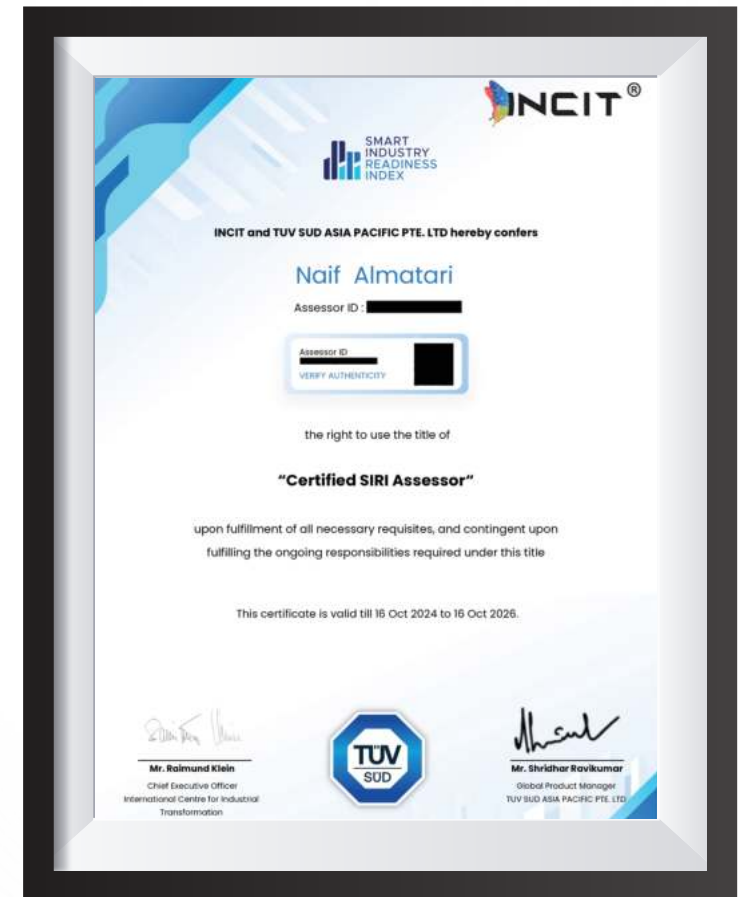 INCIT®
SMART
INDUSTRY
READINESS
INDEX
INCIT and TUV SUD ASIA PACIFIC PTE. LTD hereby confers
Naif Almatari
Assessor ID :
Assessor ID
VERIFY AUTHENTICITY
the right to use the title of
"Certified SIRI Assessor"
upon fulfillment of all necessary requisites, and contingent upon
fulfilling the ongoing responsibilities required under this title
This certificate is valid till 16 Oct 2024 to 16 Oct 2026.
Mr. Raimund Klein
Chief Executive Officer
International Centre for Industrial
Transformation
TÜV
SÜD
Mr. Shridhar Ravikumar
Global Product Manager
TUV SUD ASIA PACIFIC PTE. LTD